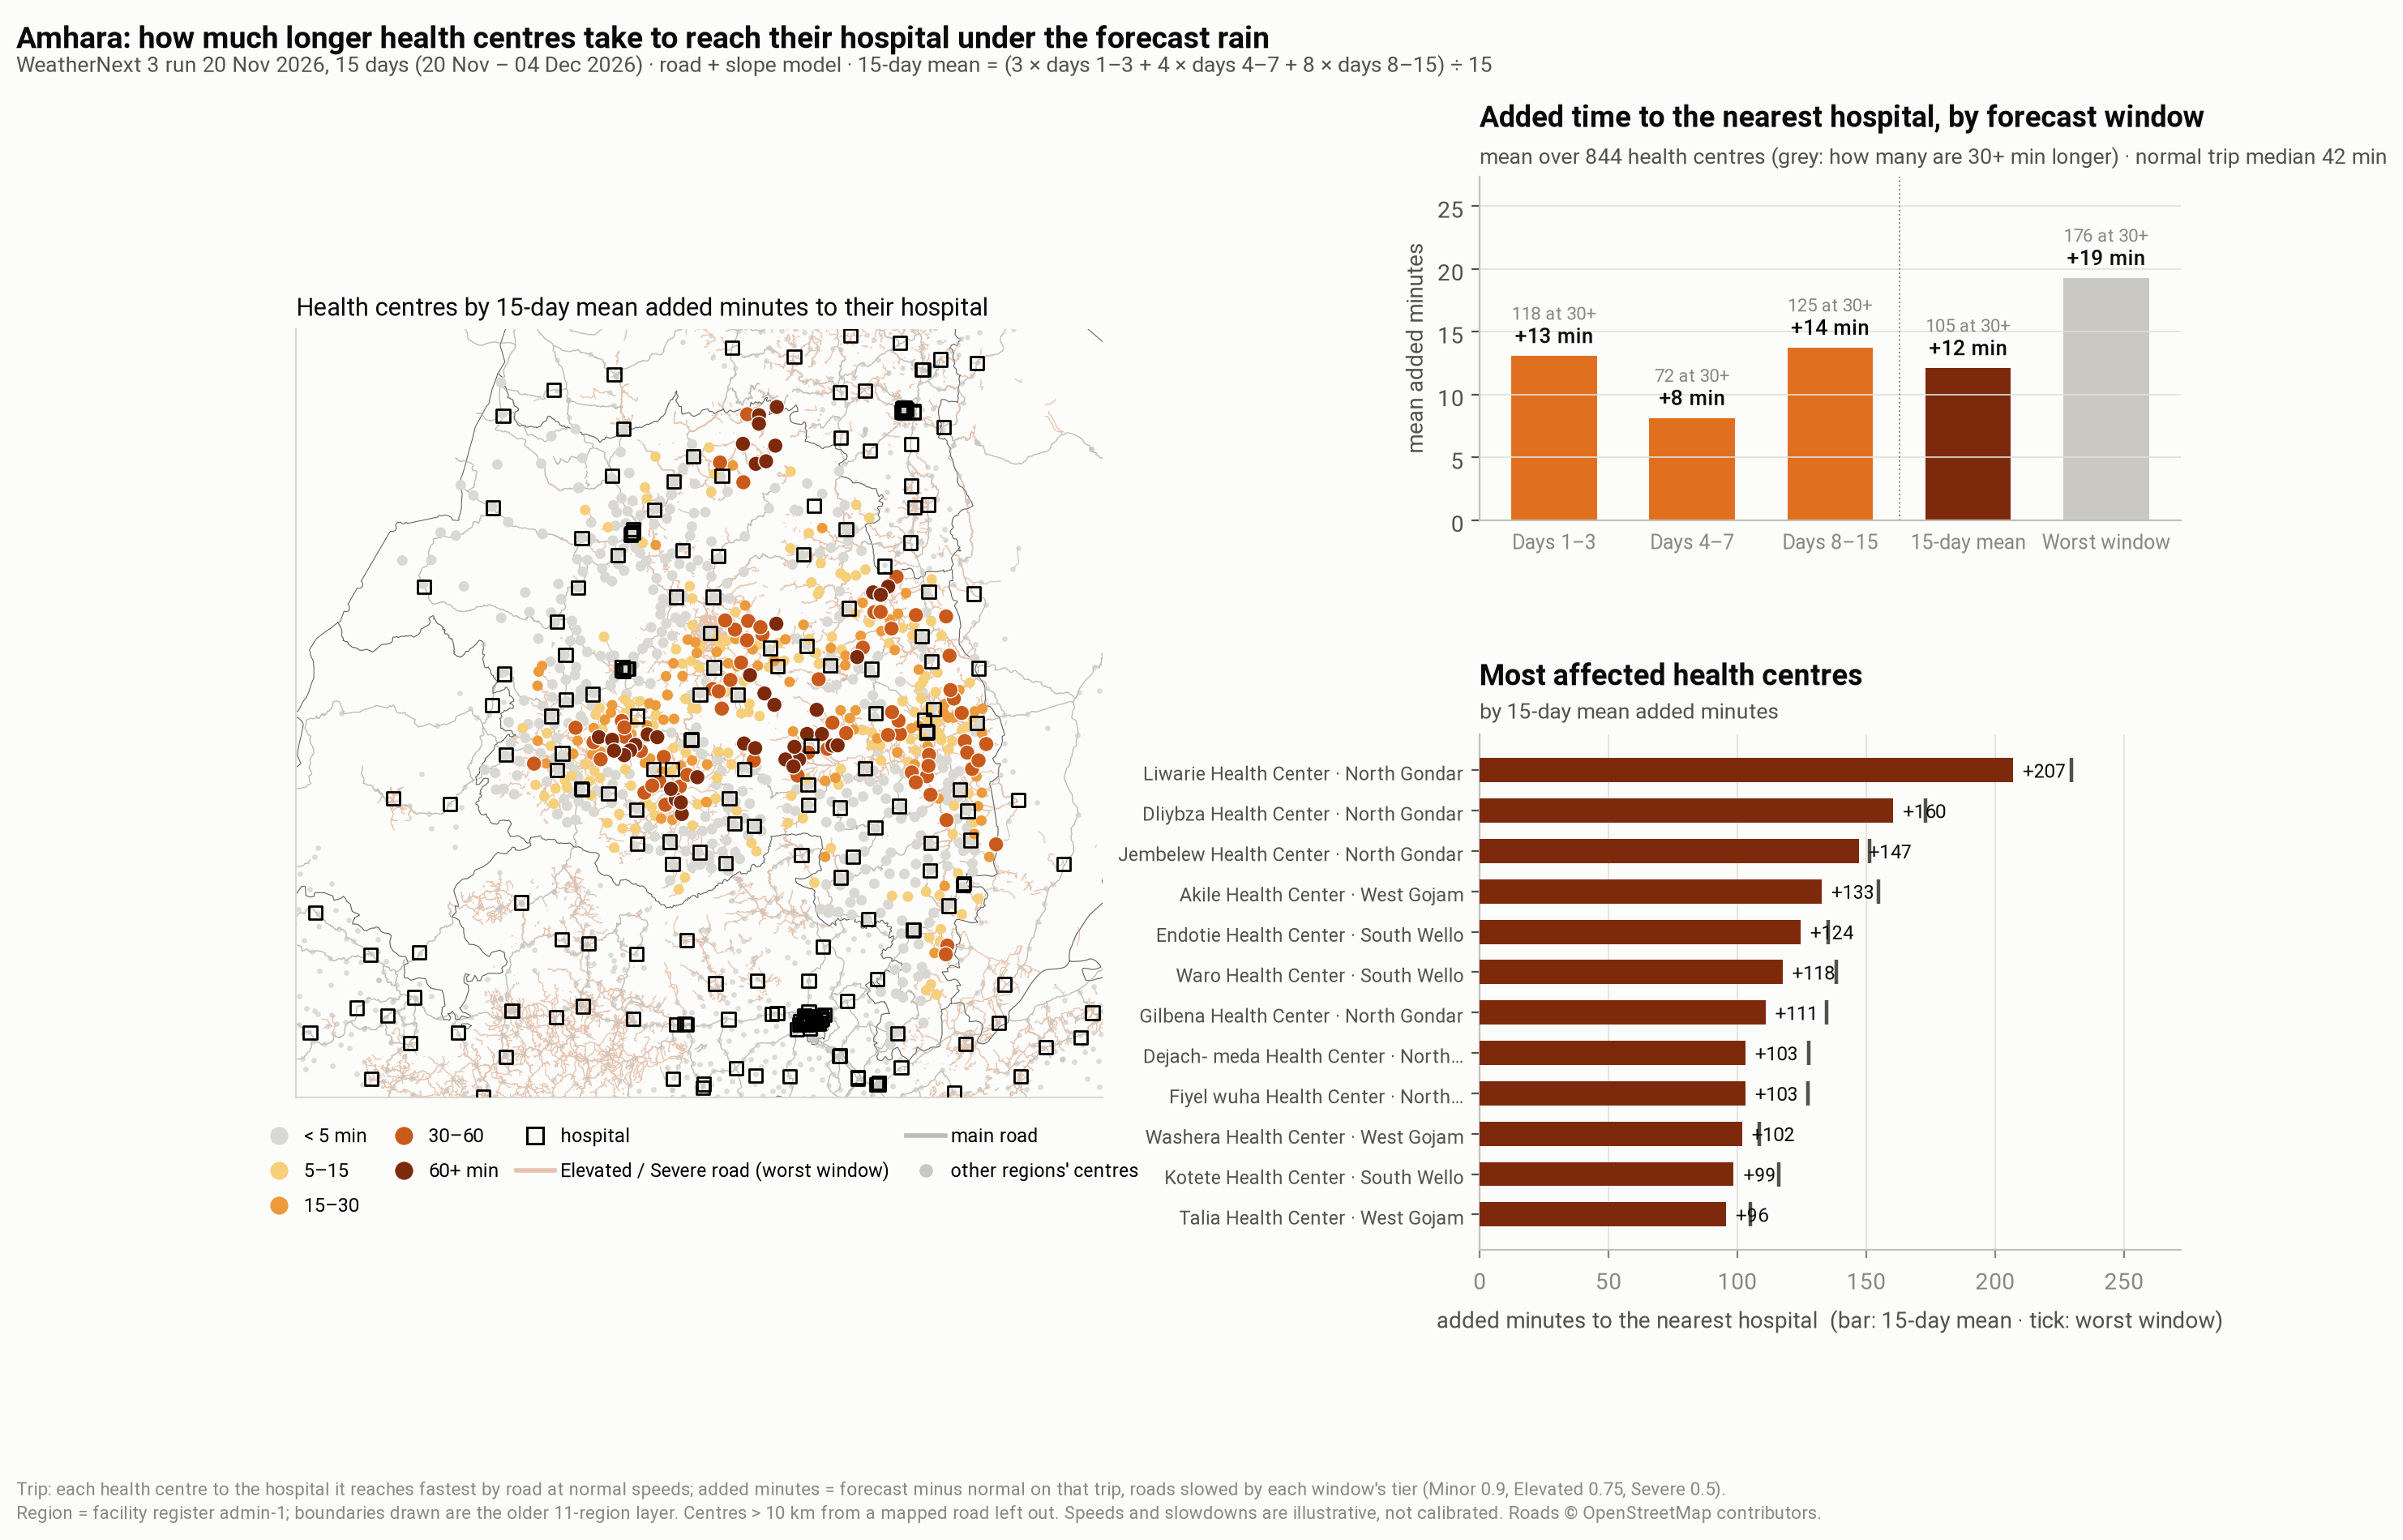 Amhara: how much longer health centres take to reach their hospital under the forecast rain
WeatherNext 3 run 20 Nov 2026, 15 days (20 Nov – 04 Dec 2026) · road + slope model · 15-day mean = (3 × days 1–3 + 4 × days 4–7 + 8 × days 8–15) ÷ 15
Health centres by 15-day mean added minutes to their hospital
< 5 min
5–15
15–30
30–60
60+ min
hospital
Elevated / Severe road (worst window)
main road
other regions' centres
Added time to the nearest hospital, by forecast window
mean over 844 health centres (grey: how many are 30+ min longer) · normal trip median 42 min
mean added minutes
25
20
15
10
5
0
118 at 30+
+13 min
72 at 30+
+8 min
125 at 30+
+14 min
105 at 30+
+12 min
176 at 30+
+19 min
Days 1–3
Days 4–7
Days 8–15
15-day mean
Worst window
Most affected health centres
by 15-day mean added minutes
Liwarie Health Center · North Gondar +207
Dliybza Health Center · North Gondar +160
Jembelew Health Center · North Gondar +147
Akile Health Center · West Gojam +133
Endotie Health Center · South Wello +124
Waro Health Center · South Wello +118
Gilbena Health Center · North Gondar +111
Dejach- meda Health Center · North... +103
Fiyel wuha Health Center · North... +103
Washera Health Center · West Gojam +102
Kotete Health Center · South Wello +99
Talia Health Center · West Gojam +96
0 50 100 150 200 250
added minutes to the nearest hospital (bar: 15-day mean · tick: worst window)
Trip: each health centre to the hospital it reaches fastest by road at normal speeds; added minutes = forecast minus normal on that trip, roads slowed by each window's tier (Minor 0.9, Elevated 0.75, Severe 0.5).
Region = facility register admin-1; boundaries drawn are the older 11-region layer. Centres > 10 km from a mapped road left out. Speeds and slowdowns are illustrative, not calibrated. Roads © OpenStreetMap contributors.